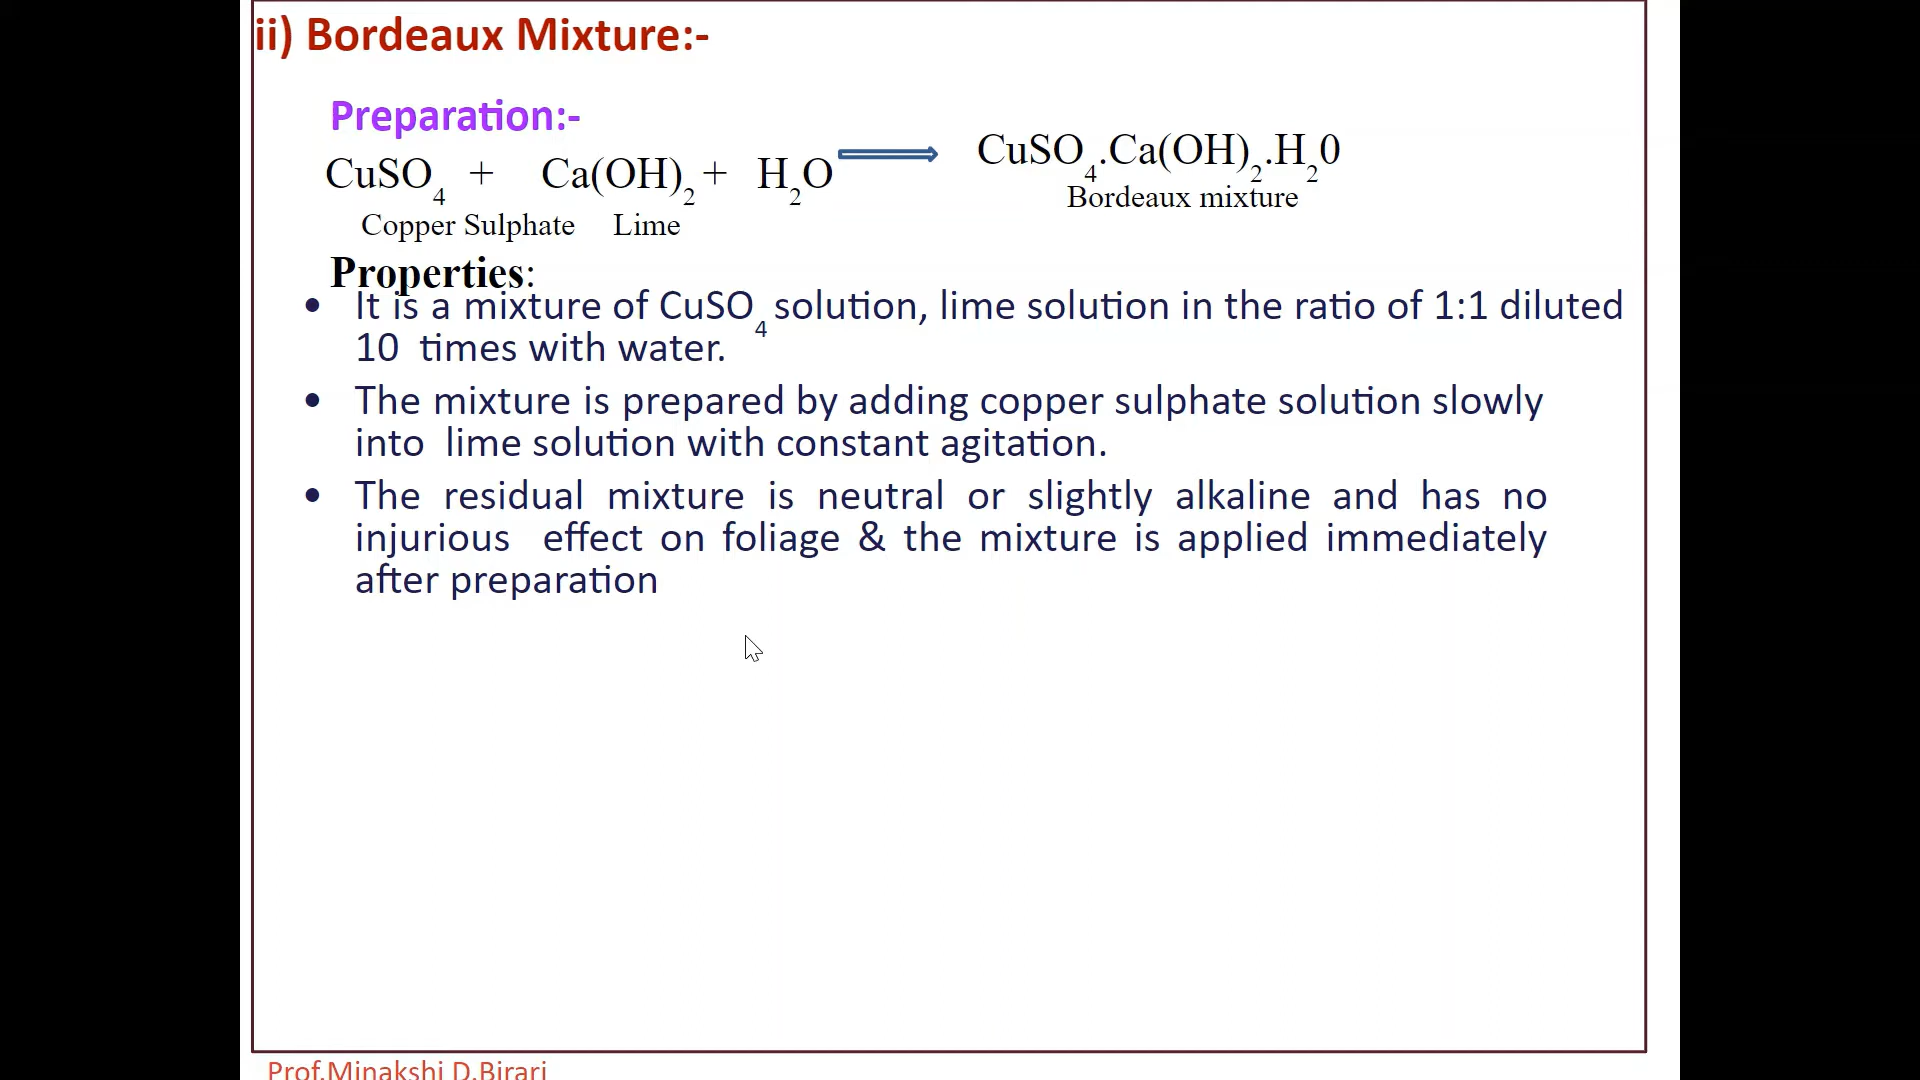 ii) Bordeaux Mixture:-
Preparation:-
CuSO4 + Ca(OH)2 + H2O ⟹ CuSO4.Ca(OH)2.H20
Copper Sulphate Lime Bordeaux mixture
Properties:
• It is a mixture of CuSO4 solution, lime solution in the ratio of 1:1 diluted
10 times with water.
• The mixture is prepared by adding copper sulphate solution slowly
into lime solution with constant agitation.
• The residual mixture is neutral or slightly alkaline and has no
injurious effect on foliage & the mixture is applied immediately
after preparation
Prof.Minakshi D.Birari